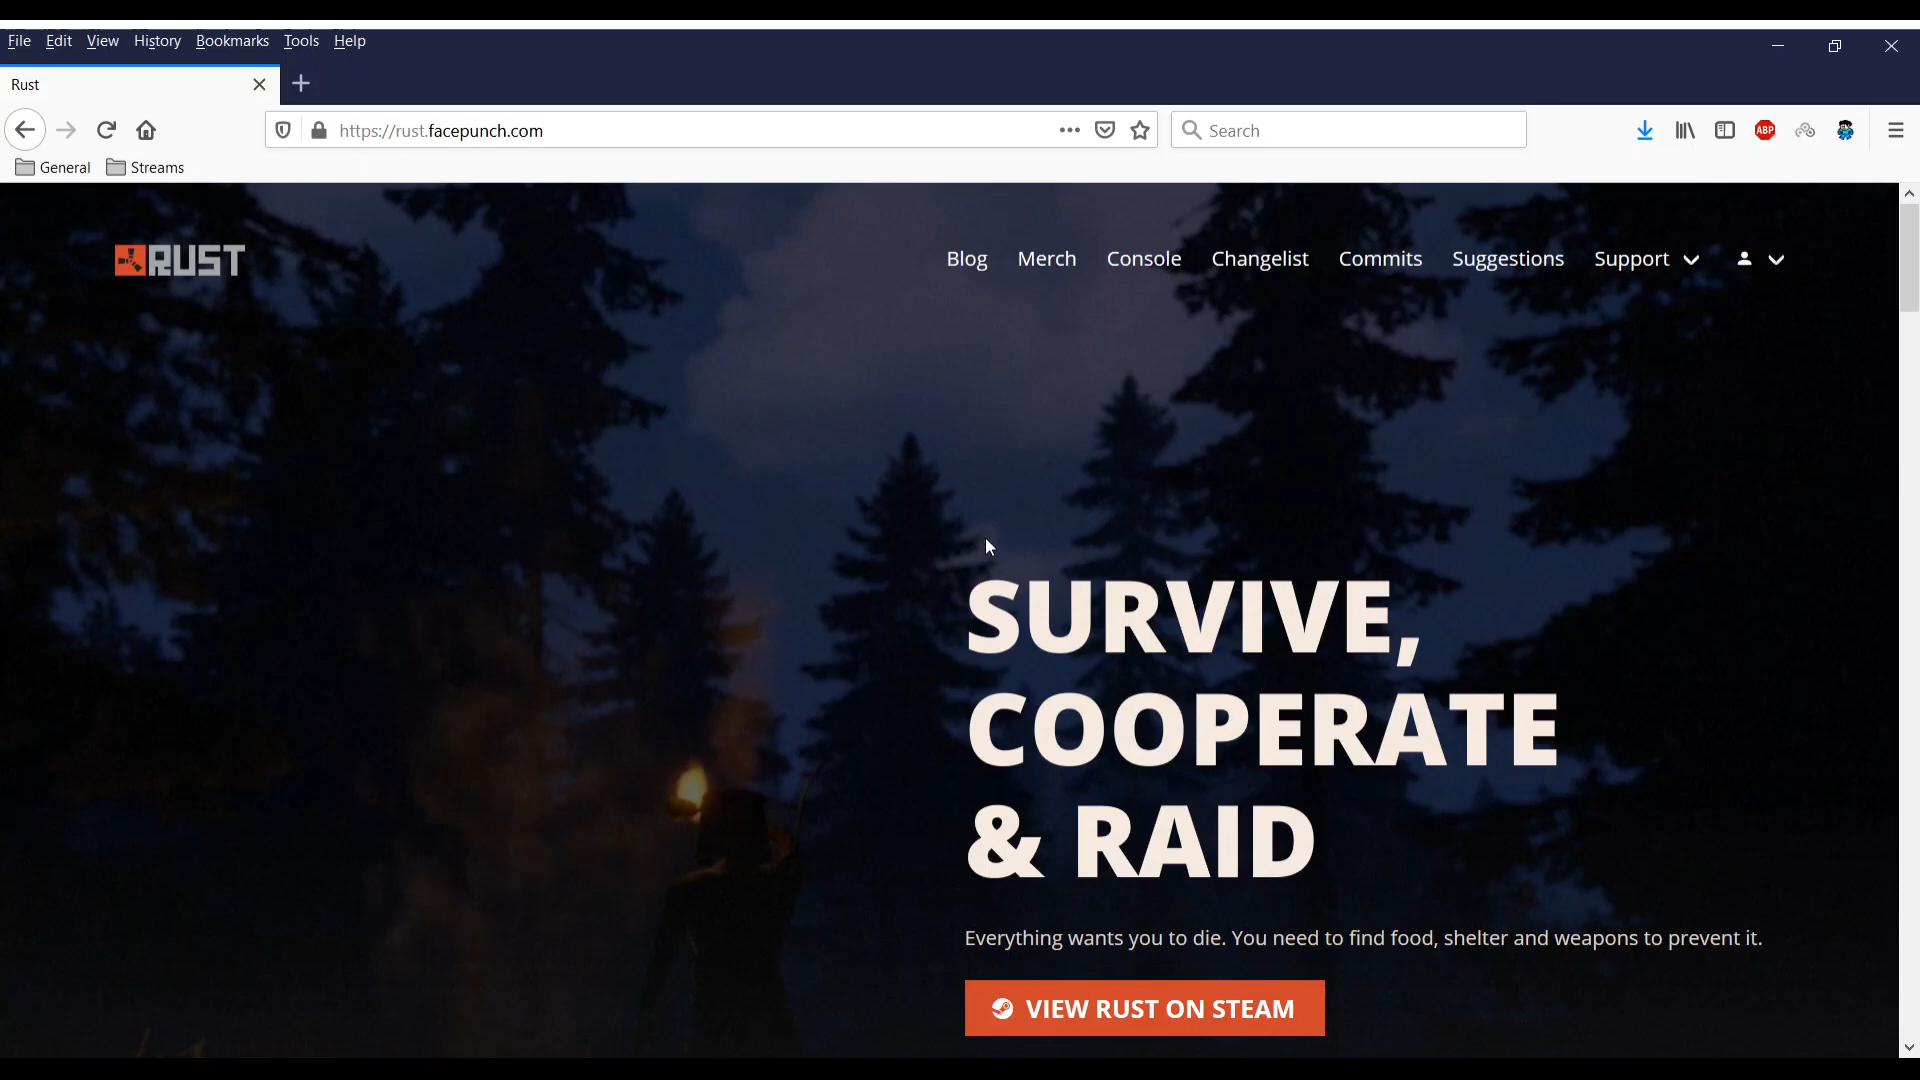 File Edit View History Bookmarks Tools Help
Rust
https://rust.facepunch.com
Search
ABP
General Streams
RUST
Blog Merch Console Changelist Commits Suggestions Support
SURVIVE,
COOPERATE
& RAID
Everything wants you to die. You need to find food, shelter and weapons to prevent it.
VIEW RUST ON STEAM